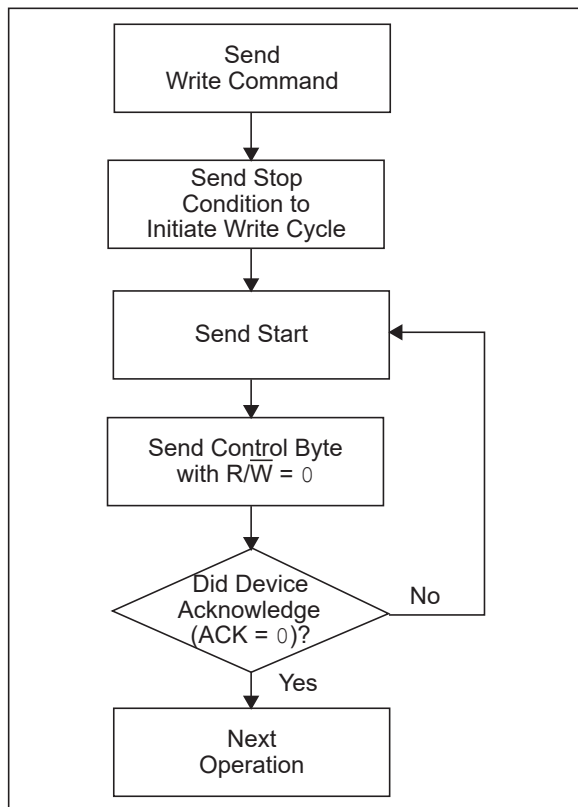 Send
Write Command
Send Stop
Condition to
Initiate Write Cycle
Send Start
Send Control Byte
with R/W̅ = 0
Did Device
Acknowledge
(ACK = 0)?
No
Yes
Next
Operation